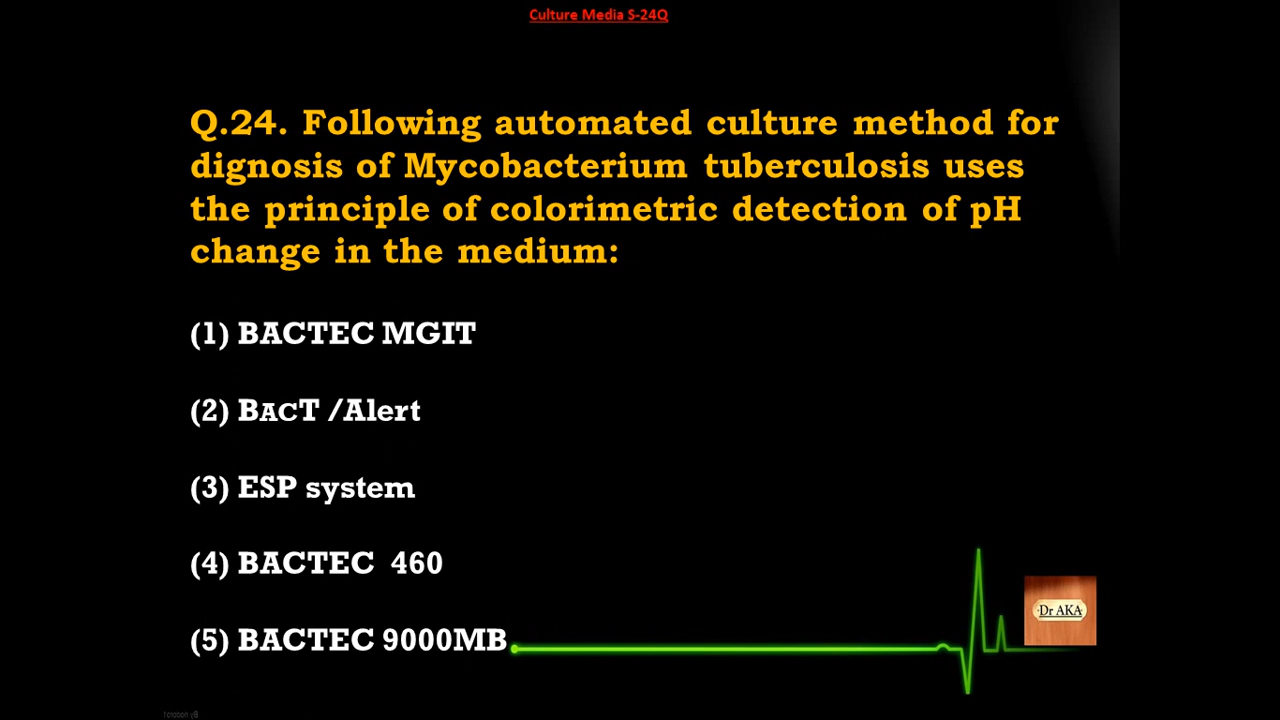 Culture Media S-24Q
Q.24. Following automated culture method for
dignosis of Mycobacterium tuberculosis uses
the principle of colorimetric detection of pH
change in the medium:
(1) BACTEC MGIT
(2) BACT /Alert
(3) ESP system
(4) BACTEC 460
(5) BACTEC 9000MB
Dr AKA